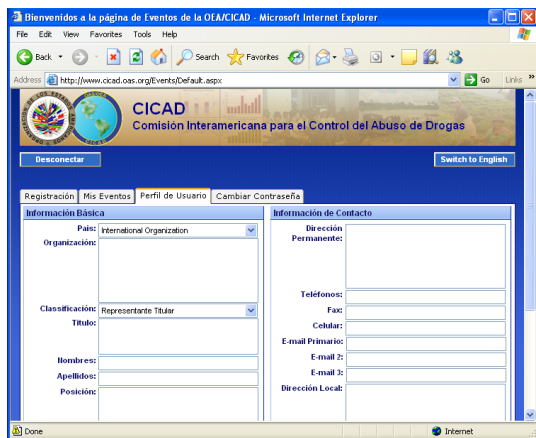 Bienvenidos a la página de Eventos de la OEA/CICAD - Microsoft Internet Explorer
File Edit View Favorites Tools Help
Back Search Favorites
Address http://www.cicad.oas.org/Events/Default.aspx Go Links »
CICAD
Comisión Interamericana para el Control del Abuso de Drogas
Desconectar Switch to English
Registración Mis Eventos Perfil de Usuario Cambiar Contraseña
Información Básica
País: International Organization
Organización:
Classificación: Representante Titular
Titulo:
Nombres:
Apellidos:
Posición:
Información de Contacto
Dirección
Permanente:
Teléfonos:
Fax:
Celular:
E-mail Primario:
E-mail 2:
E-mail 3:
Dirección Local:
Done Internet